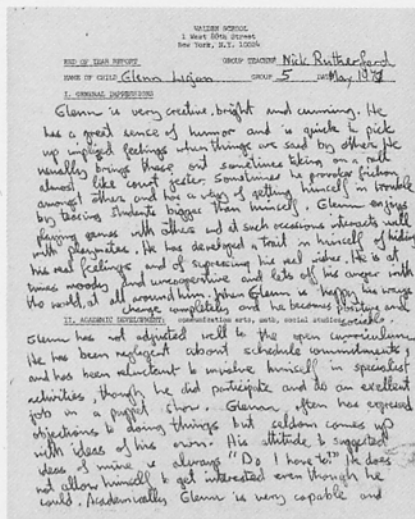 WALDEN SCHOOL
1 West 88th Street
New York, N.Y. 10024
END OF YEAR REPORT GROUP TEACHER Nick Rutherford
NAME OF CHILD Glenn Lujan GROUP 5 DATE May 1971
I. GENERAL IMPRESSIONS
Glenn is very creative, bright and cunning. He
has a great sense of humor and is quick to pick
up implied feelings when things are said by others. He
usually brings these out sometimes taking on a roll
almost like court jester. Sometimes he provokes friction
amongst others and has a way of getting himself in trouble
by teasing students bigger than himself. Glenn enjoys
playing games with others and at such occasions interacts well
with playmates. He has developed a trait in himself of hiding
his real feelings and of supressing his real wishes. He is at
times moody and uncooperative and lets off his anger into
the world, at all around him. When Glenn is happy his ways
change completely and he becomes positive and
II. ACADEMIC DEVELOPMENT: communication arts, math, social studies, sociable.
Glenn has not adjusted well to the open curriculum.
He has been negligent about schedule commitments,
and has been reluctant to involve himself in specialist
activities, though he did participate and do an excellent
job on a puppet show. Glenn, often has expressed
objections to doing things but seldom comes up
with ideas of his own. His attitude to suggested
ideas of mine is always "Do I have to?" He does
not allow himself to get interested even though he
could. Academically Glenn is very capable and